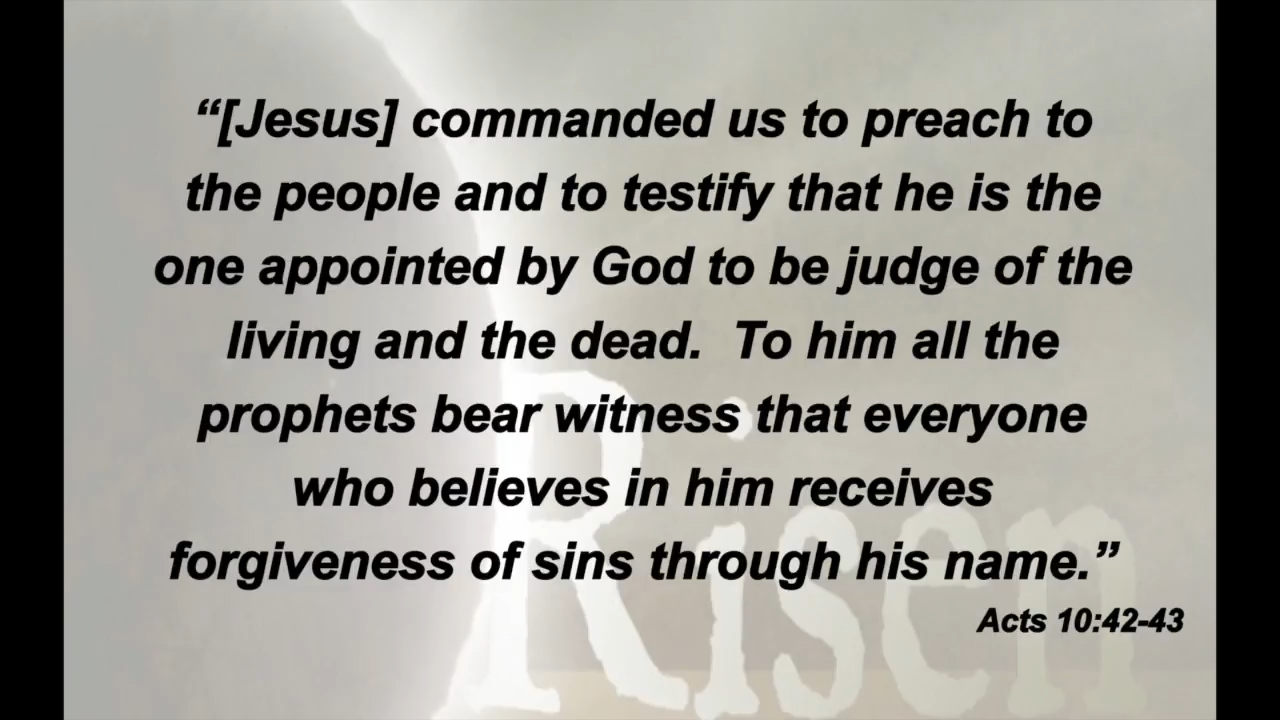 “[Jesus] commanded us to preach to
the people and to testify that he is the
one appointed by God to be judge of the
living and the dead.  To him all the
prophets bear witness that everyone
who believes in him receives
forgiveness of sins through his name.”
Acts 10:42-43
Risen